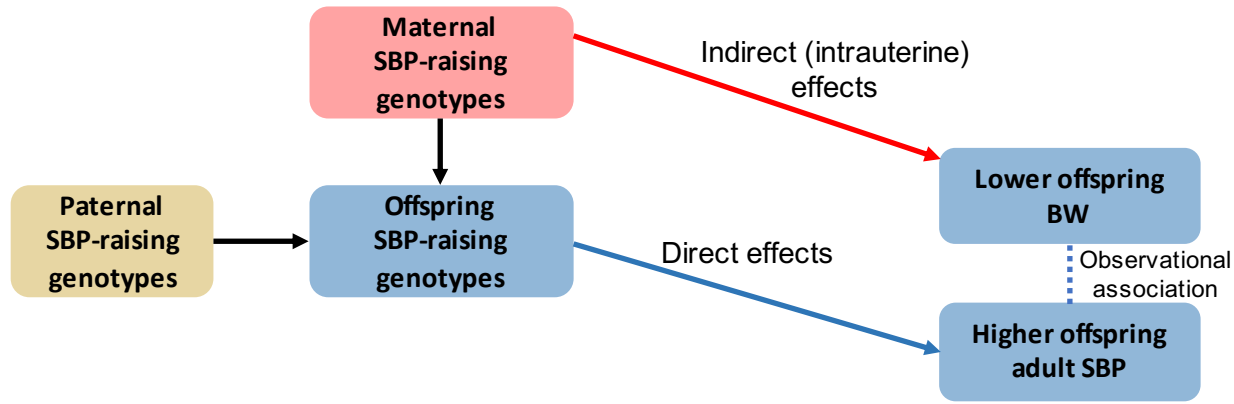 Maternal
SBP-raising
genotypes
Indirect (intrauterine)
effects
Paternal
SBP-raising
genotypes
Offspring
SBP-raising
genotypes
Direct effects
Lower offspring
BW
Observational
association
Higher offspring
adult SBP